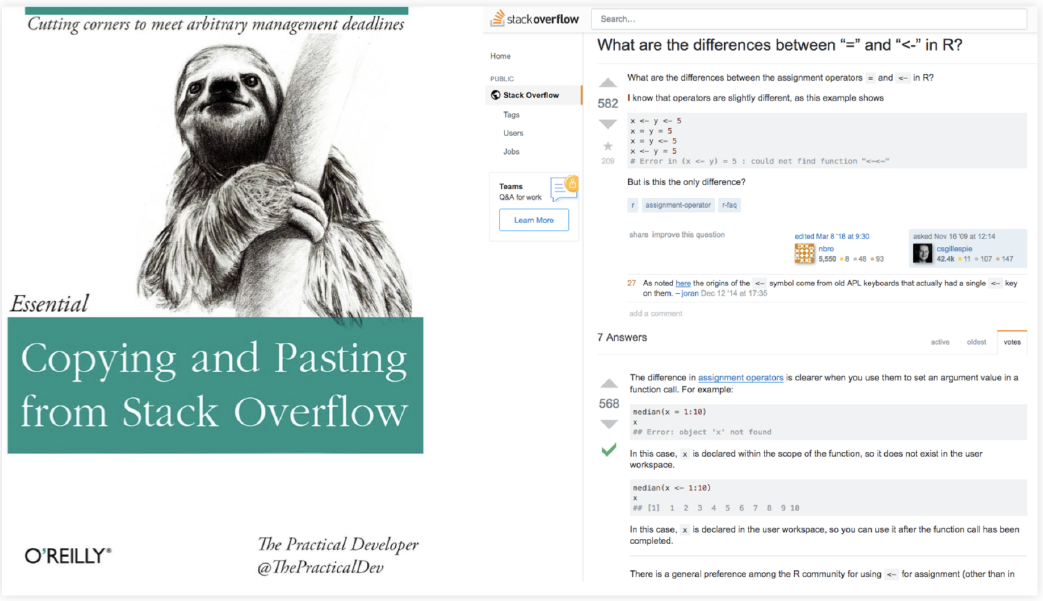 Cutting corners to meet arbitrary management deadlines
Essential
Copying and Pasting
from Stack Overflow
O'REILLY®
The Practical Developer
@ThePracticalDev
stackoverflow
Search...
Home
PUBLIC
Stack Overflow
Tags
Users
Jobs
Teams
Q&A for work
Learn More
What are the differences between “=” and “<-” in R?
What are the differences between the assignment operators = and <- in R?
582
I know that operators are slightly different, as this example shows
x <- y <- 5
x = y = 5
x = y <- 5
x <- y = 5
# Error in (x <- y) = 5 : could not find function "<-<-"
209
But is this the only difference?
r assignment-operator r-faq
share improve this question
edited Mar 8 '18 at 9:30
nbro
5,550 ●8 ●48 ●93
asked Nov 16 '09 at 12:14
csgillespie
42.4k ●11 ●107 ●147
27 As noted here the origins of the <- symbol come from old APL keyboards that actually had a single <- key
on them. – joran Dec 12 '14 at 17:35
add a comment
7 Answers
active oldest votes
The difference in assignment operators is clearer when you use them to set an argument value in a
function call. For example:
568
median(x = 1:10)
x
## Error: object 'x' not found
In this case, x is declared within the scope of the function, so it does not exist in the user
workspace.
median(x <- 1:10)
x
## [1] 1 2 3 4 5 6 7 8 9 10
In this case, x is declared in the user workspace, so you can use it after the function call has been
completed.
There is a general preference among the R community for using <- for assignment (other than in